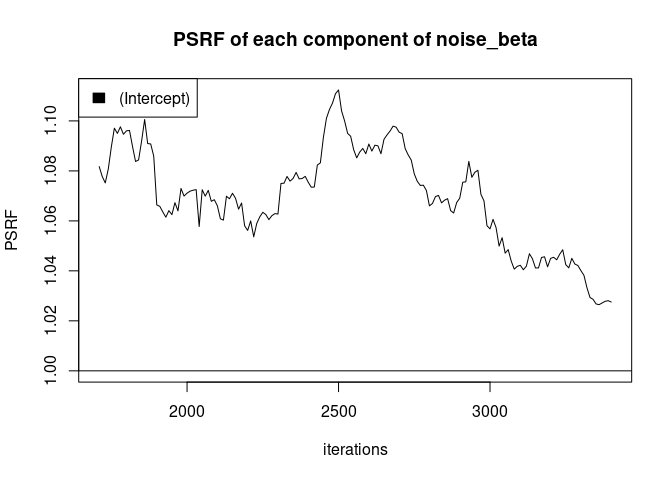 PSRF of each component of noise_beta
(Intercept)
PSRF
1.10
1.08
1.06
1.04
1.02
1.00
2000 2500 3000
iterations